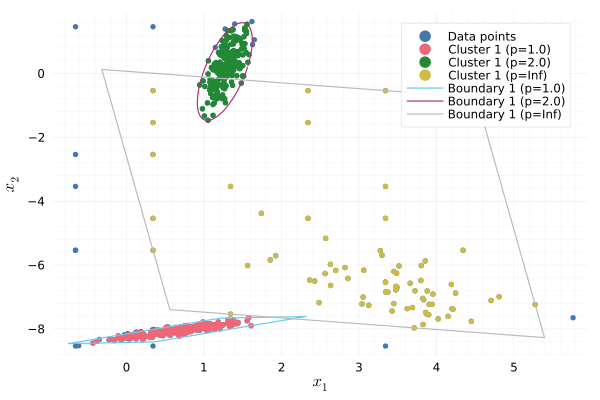 Data points
Cluster 1 (p=1.0)
Cluster 1 (p=2.0)
Cluster 1 (p=Inf)
Boundary 1 (p=1.0)
Boundary 1 (p=2.0)
Boundary 1 (p=Inf)
0
−2
−4
−6
−8
x₂
0 1 2 3 4 5
x₁